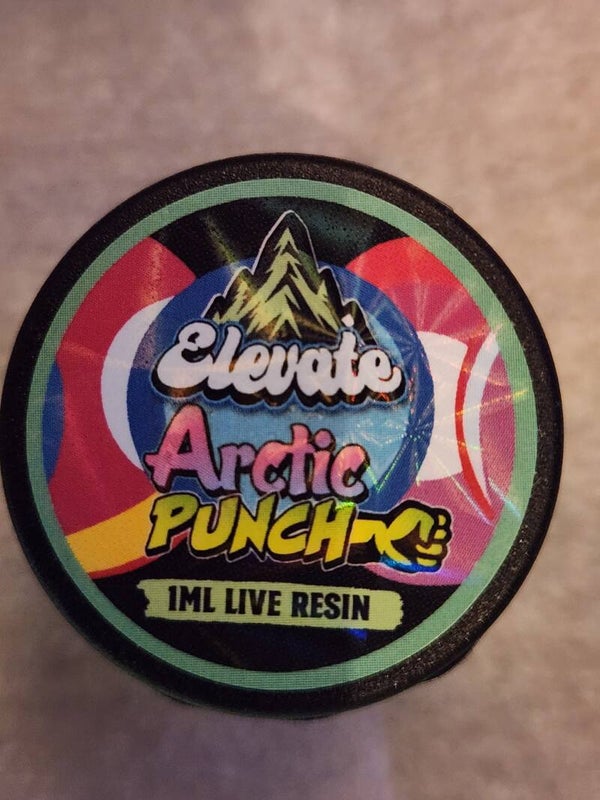 Elevate
Arctic
PUNCH
1ML LIVE RESIN